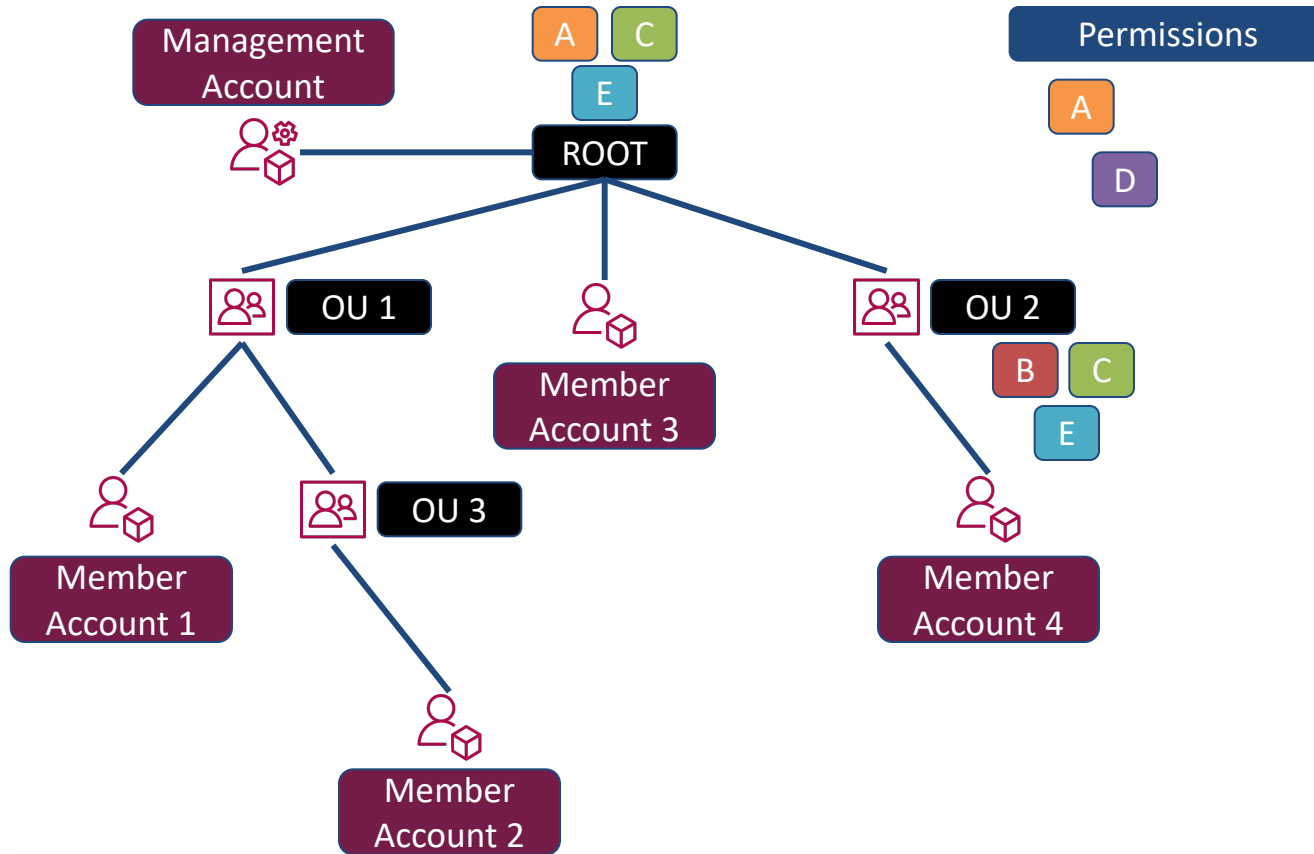 Management
Account
A
C
E
ROOT
Permissions
A
D
OU 1
Member
Account 3
OU 2
B
C
E
Member
Account 1
OU 3
Member
Account 4
Member
Account 2